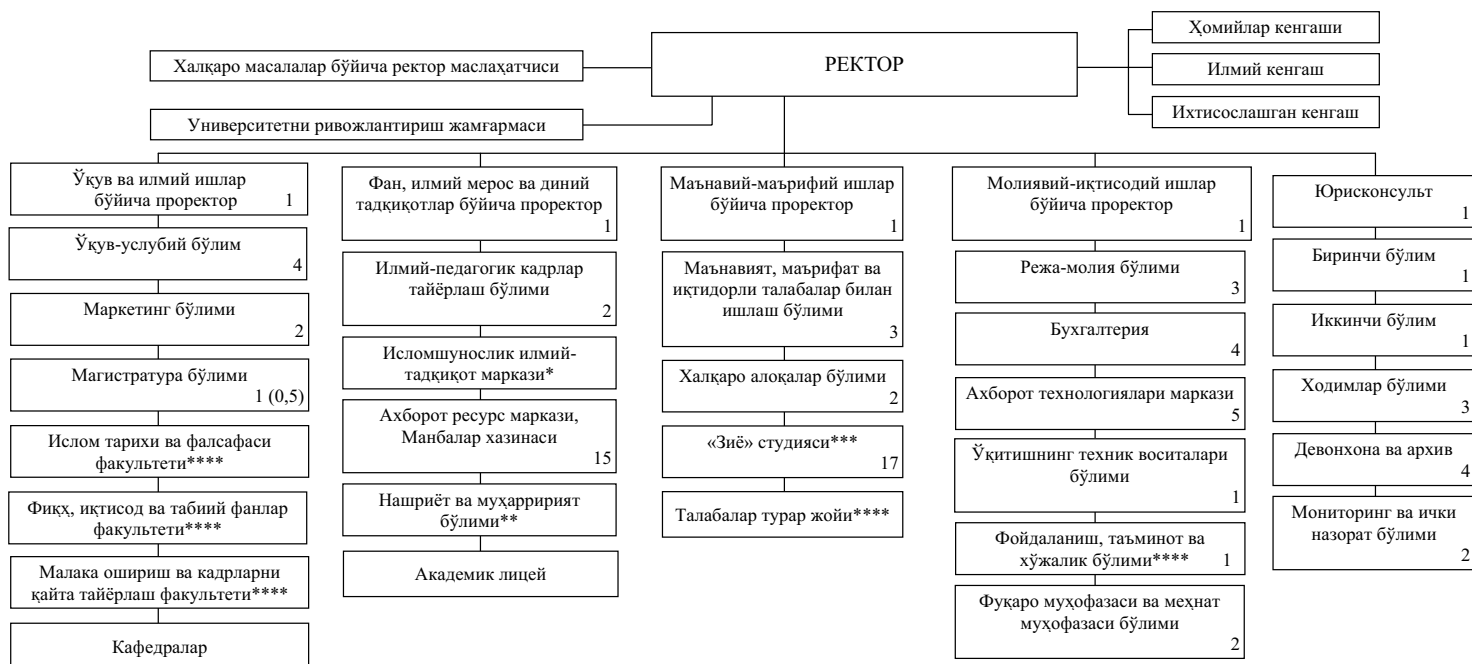 Ҳомийлар кенгаши
РЕКТОР
Халқаро масалалар бўйича ректор маслаҳатчиси
Илмий кенгаш
Университетни ривожлантириш жамғармаси
Ихтисослашган кенгаш
Ўқув ва илмий ишлар
бўйича проректор
1
Ўқув-услубий бўлим
4
Маркетинг бўлими
2
Магистратура бўлими
1 (0,5)
Ислом тарихи ва фалсафаси
факультети****
Фиқҳ, иқтисод ва табиий фанлар
факультети****
Малака ошириш ва кадрларни
қайта тайёрлаш факультети****
Кафедралар
Фан, илмий мерос ва диний
тадқиқотлар бўйича проректор
1
Илмий-педагогик кадрлар
тайёрлаш бўлими
2
Исломшунослик илмий-
тадқиқот маркази*
Ахборот ресурс маркази,
Манбалар хазинаси
15
Нашриёт ва муҳарририят
бўлими**
Академик лицей
Маънавий-маърифий ишлар
бўйича проректор
1
Маънавият, маърифат ва
иқтидорли талабалар билан
ишлаш бўлими
3
Халқаро алоқалар бўлими
2
«Зиё» студияси***
17
Талабалар турар жойи****
Молиявий-иқтисодий ишлар
бўйича проректор
1
Режа-молия бўлими
3
Бухгалтерия
4
Ахборот технологиялари маркази
5
Ўқитишнинг техник воситалари
бўлими
1
Фойдаланиш, таъминот ва
хўжалик бўлими****
1
Фуқаро муҳофазаси ва меҳнат
муҳофазаси бўлими
2
Юрисконсульт
1
Биринчи бўлим
1
Иккинчи бўлим
1
Ходимлар бўлими
3
Девонхона ва архив
4
Мониторинг ва ички
назорат бўлими
2